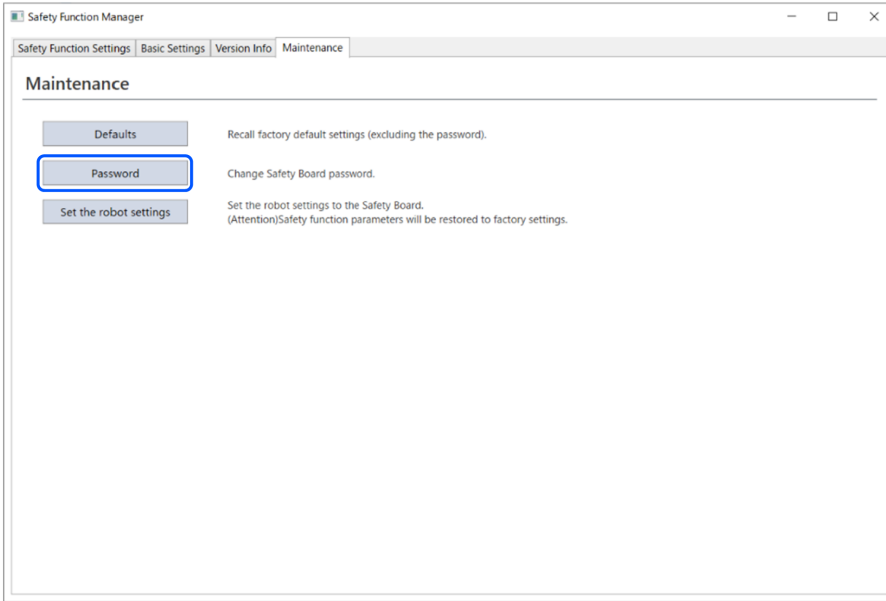 Safety Function Manager
Safety Function Settings Basic Settings Version Info Maintenance
Maintenance
Defaults Recall factory default settings (excluding the password).
Password Change Safety Board password.
Set the robot settings Set the robot settings to the Safety Board.
(Attention)Safety function parameters will be restored to factory settings.